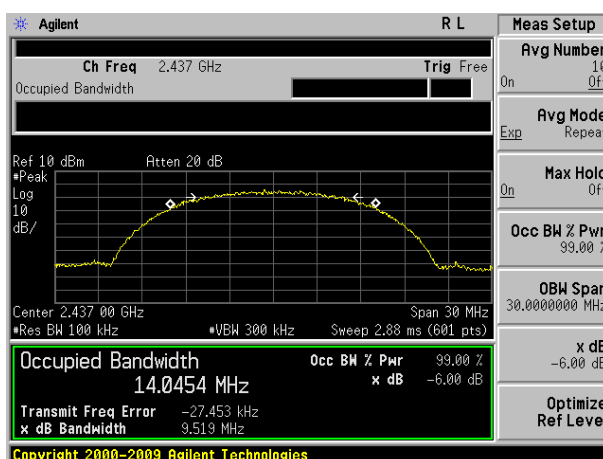 Agilent R L Meas Setup
Ch Freq 2.437 GHz Trig Free
Occupied Bandwidth
Avg Number
10
On Off
Avg Mode
Exp Repeat
Max Hold
On Off
Occ BW % Pwr
99.00 %
OBW Span
30.0000000 MHz
x dB
-6.00 dB
Optimize
Ref Level
Ref 10 dBm Atten 20 dB
#Peak
Log
10
dB/
Center 2.437 00 GHz Span 30 MHz
#Res BW 100 kHz #VBW 300 kHz Sweep 2.88 ms (601 pts)
Occupied Bandwidth Occ BW % Pwr 99.00 %
14.0454 MHz x dB -6.00 dB
Transmit Freq Error -27.453 kHz
x dB Bandwidth 9.519 MHz
Copyright 2000-2009 Agilent Technologies